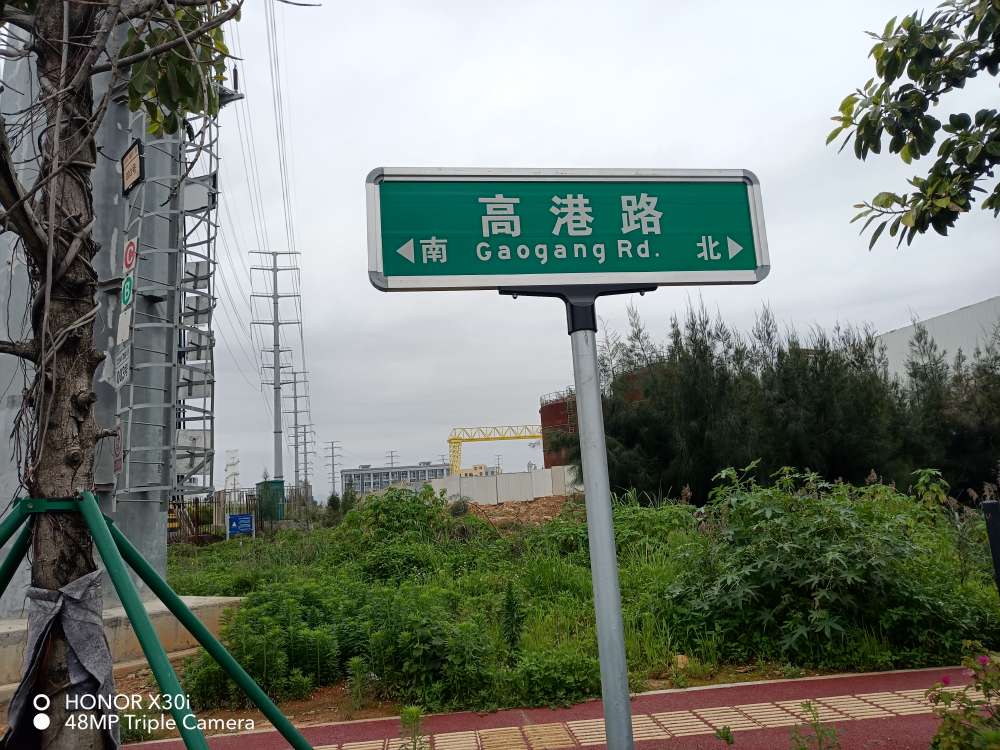 高港路
南 Gaogang Rd. 北
C
B
HONOR X30i
48MP Triple Camera